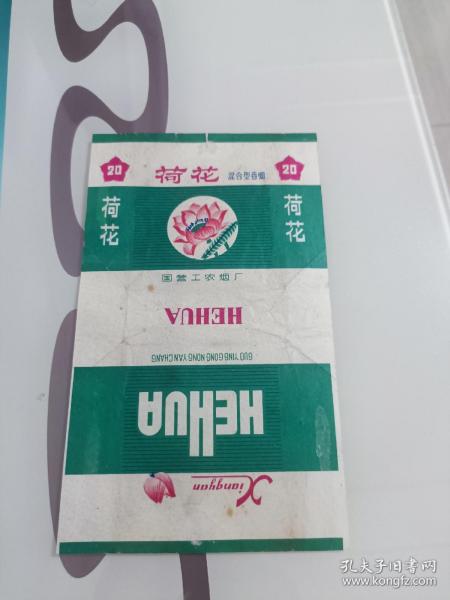 20 荷花 混合型香烟 20
荷花
荷花
国营工农烟厂
HEHUA
GUO YING GONG NONG YAN CHANG
HEHUA
Xiangyan
孔夫子旧书网
www.kongfz.com